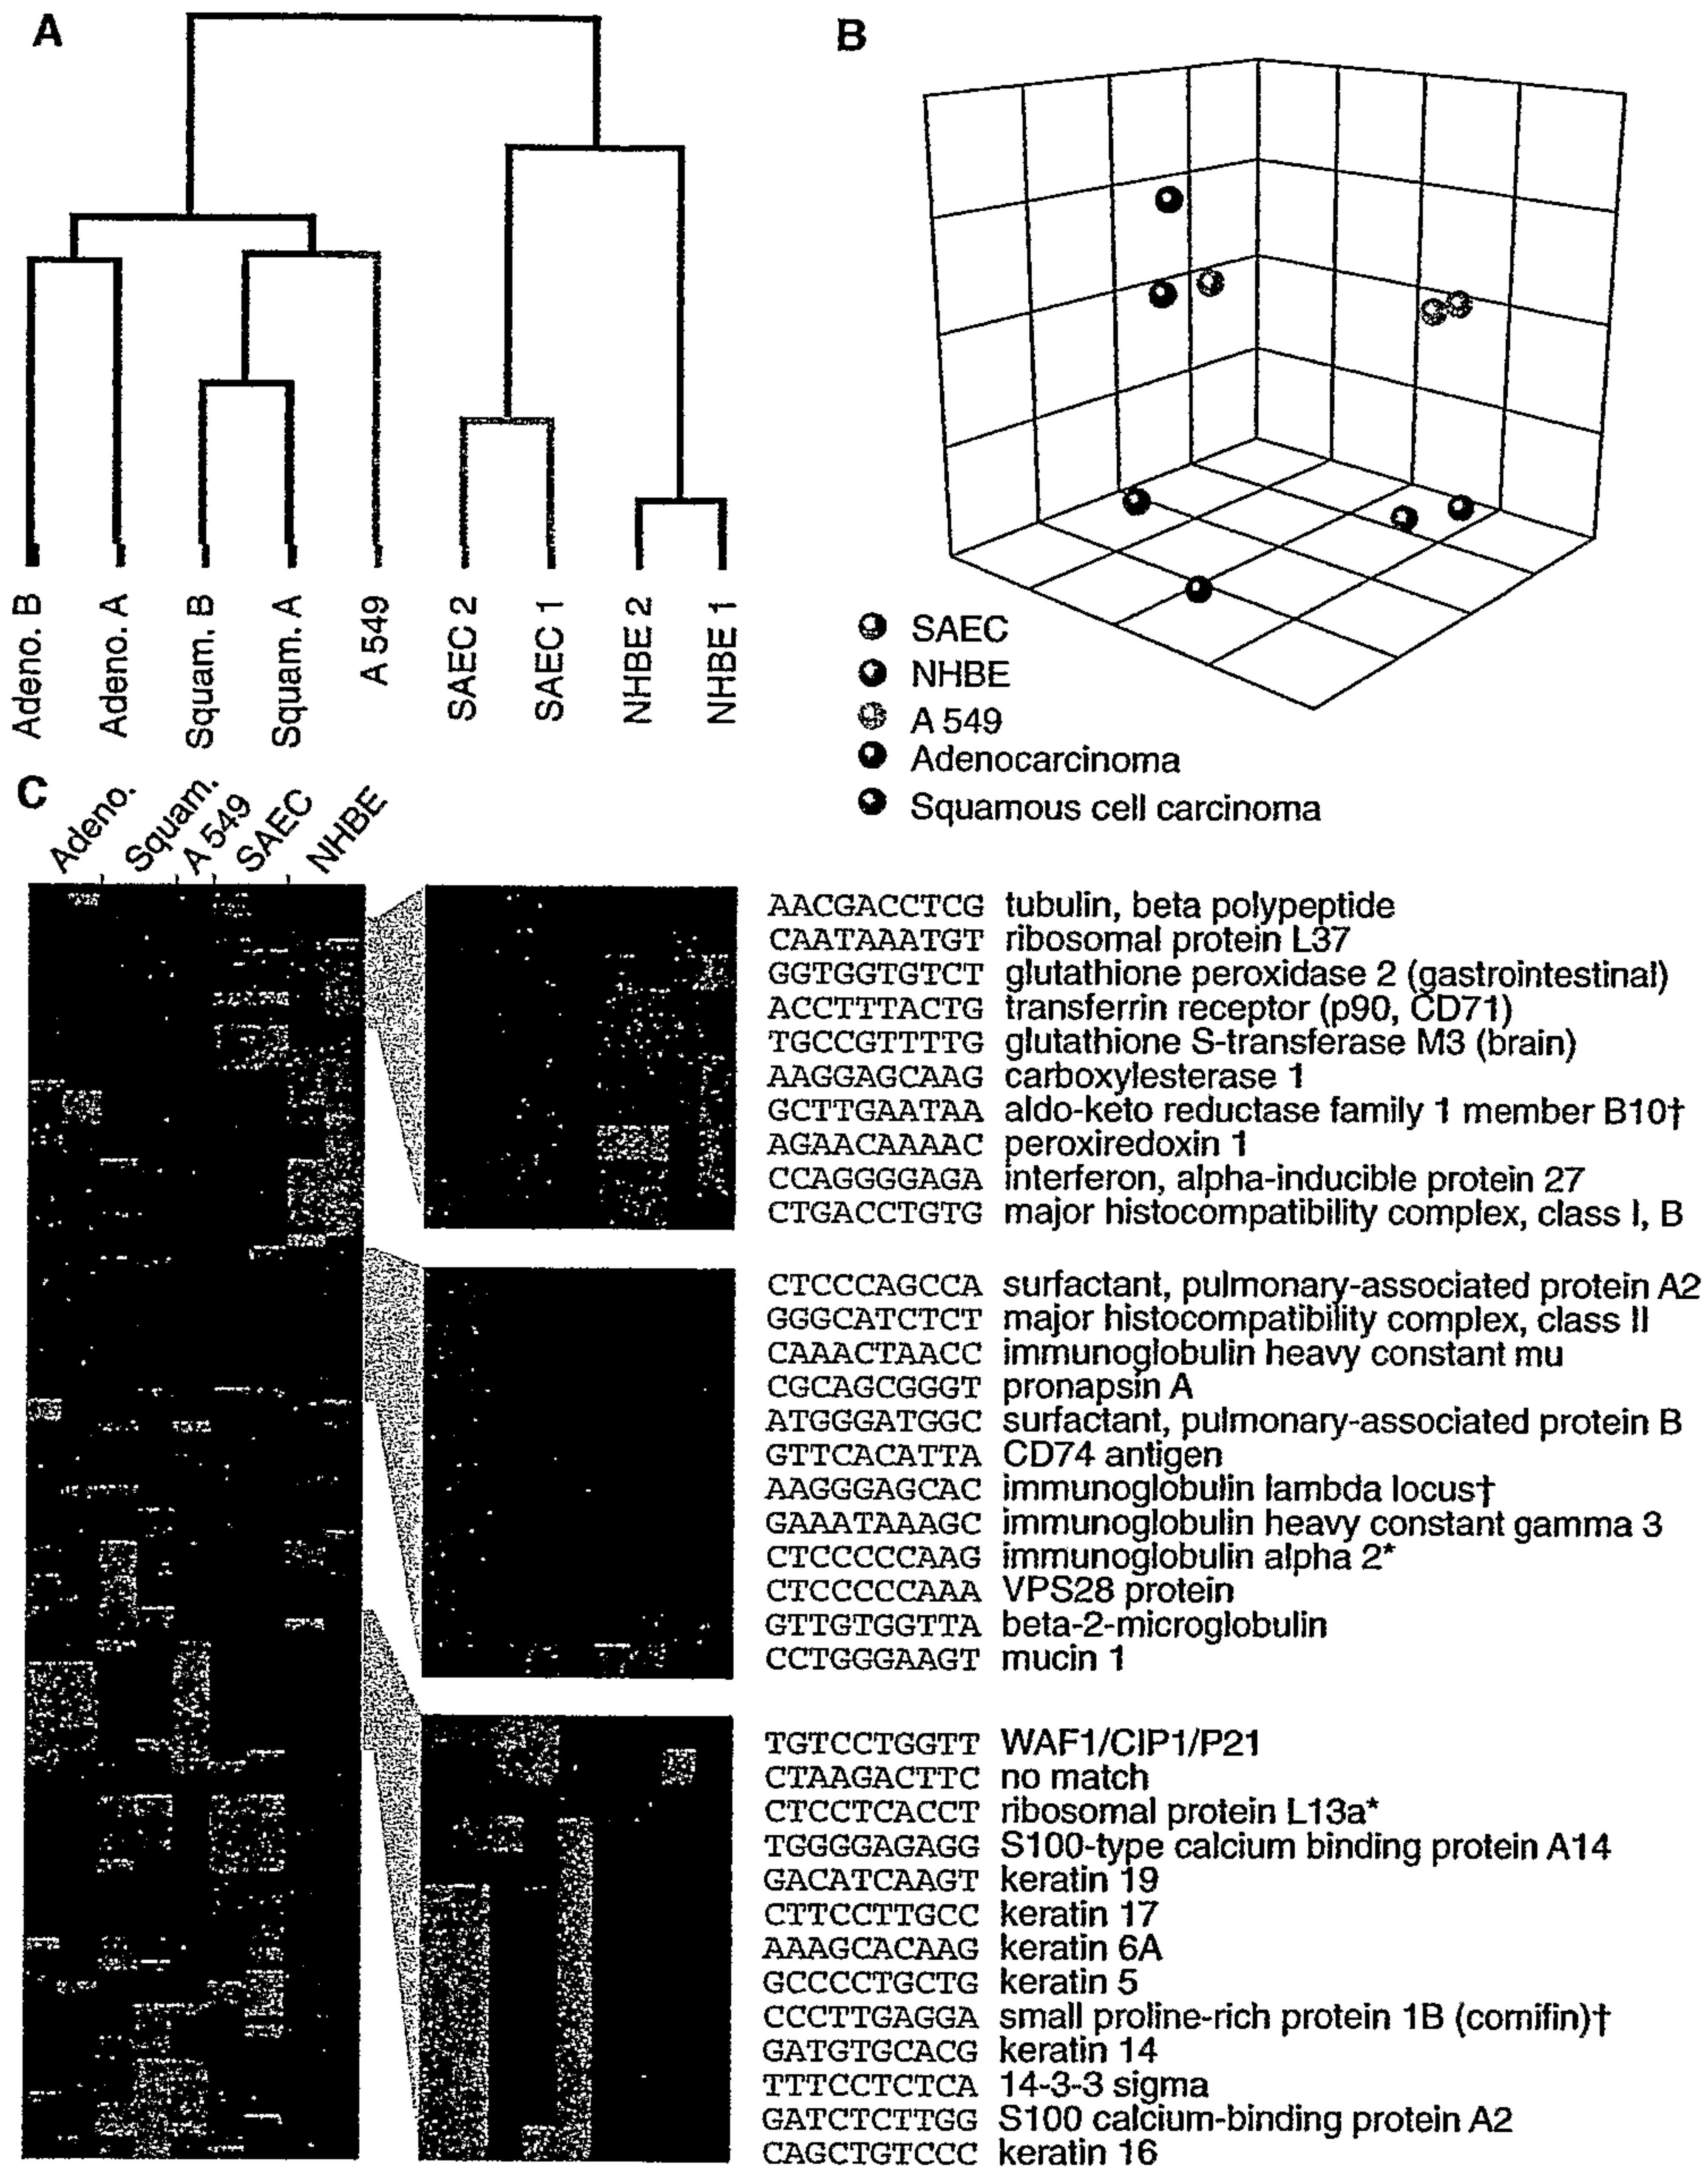 A
B
Adeno. B
Adeno. A
Squam. B
Squam. A
A 549
SAEC 2
SAEC 1
NHBE 2
NHBE 1
SAEC
NHBE
A 549
Adenocarcinoma
Squamous cell carcinoma
C
Adeno.
Squam.
A 549
SAEC
NHBE
AACGACCTCG tubulin, beta polypeptide
CAATAAATGT ribosomal protein L37
GGTGGTGTCT glutathione peroxidase 2 (gastrointestinal)
ACCTTTACTG transferrin receptor (p90, CD71)
TGCCGTTTTG glutathione S-transferase M3 (brain)
AAGGAGCAAG carboxylesterase 1
GCTTGAATAA aldo-keto reductase family 1 member B10†
AGAACAAAAC peroxiredoxin 1
CCAGGGGAGA interferon, alpha-inducible protein 27
CTGACCTGTG major histocompatibility complex, class I, B
CTCCCAGCCA surfactant, pulmonary-associated protein A2
GGGCATCTCT major histocompatibility complex, class II
CAAACTAACC immunoglobulin heavy constant mu
CGCAGCGGGT pronapsin A
ATGGGATGGC surfactant, pulmonary-associated protein B
GTTCACATTA CD74 antigen
AAGGGAGCAC immunoglobulin lambda locus†
GAAATAAAGC immunoglobulin heavy constant gamma 3
CTCCCCCAAG immunoglobulin alpha 2*
CTCCCCCAAA VPS28 protein
GTTGTGGTTA beta-2-microglobulin
CCTGGGAAGT mucin 1
TGTCCTGGTT WAF1/CIP1/P21
CTAAGACTTC no match
CTCCTCACCT ribosomal protein L13a*
TGGGGAGAGG S100-type calcium binding protein A14
GACATCAAGT keratin 19
CTTCCTTGCC keratin 17
AAAGCACAAG keratin 6A
GCCCCTGCTG keratin 5
CCCTTGAGGA small proline-rich protein 1B (cornifin)†
GATGTGCACG keratin 14
TTTCCTCTCA 14-3-3 sigma
GATCTCTTGG S100 calcium-binding protein A2
CAGCTGTCCC keratin 16